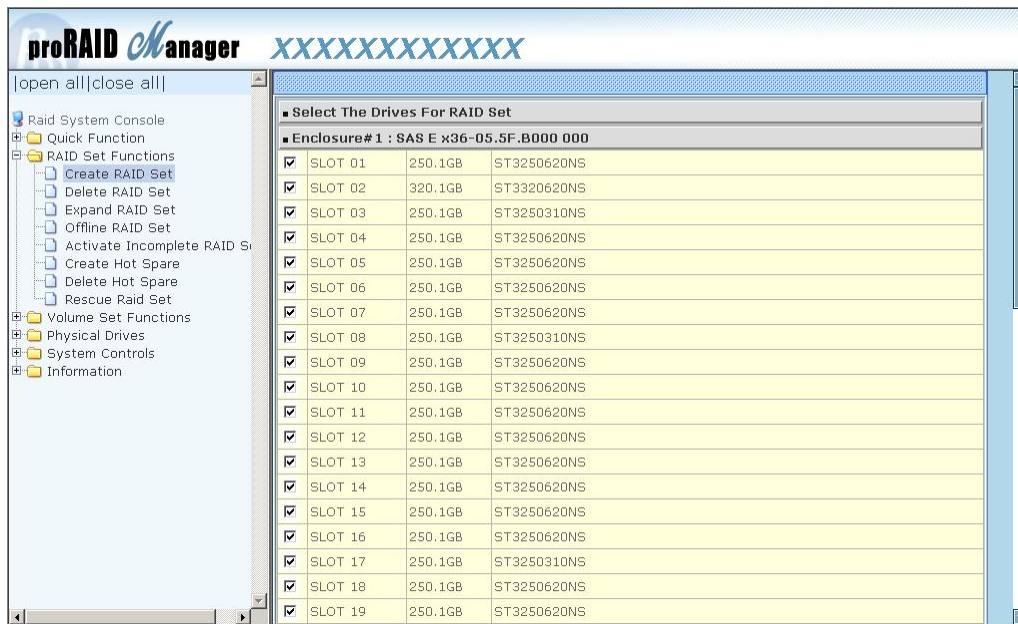 proRAID Manager XXXXXXXXXXXX
|open all|close all|
Raid System Console
Quick Function
RAID Set Functions
Create RAID Set
Delete RAID Set
Expand RAID Set
Offline RAID Set
Activate Incomplete RAID S
Create Hot Spare
Delete Hot Spare
Rescue Raid Set
Volume Set Functions
Physical Drives
System Controls
Information
Select The Drives For RAID Set
Enclosure#1 : SAS E x36-05.5F.B000 000
SLOT 01 250.1GB ST3250620NS
SLOT 02 320.1GB ST3320620NS
SLOT 03 250.1GB ST3250310NS
SLOT 04 250.1GB ST3250620NS
SLOT 05 250.1GB ST3250620NS
SLOT 06 250.1GB ST3250620NS
SLOT 07 250.1GB ST3250620NS
SLOT 08 250.1GB ST3250310NS
SLOT 09 250.1GB ST3250620NS
SLOT 10 250.1GB ST3250620NS
SLOT 11 250.1GB ST3250620NS
SLOT 12 250.1GB ST3250620NS
SLOT 13 250.1GB ST3250620NS
SLOT 14 250.1GB ST3250620NS
SLOT 15 250.1GB ST3250620NS
SLOT 16 250.1GB ST3250620NS
SLOT 17 250.1GB ST3250310NS
SLOT 18 250.1GB ST3250620NS
SLOT 19 250.1GB ST3250620NS